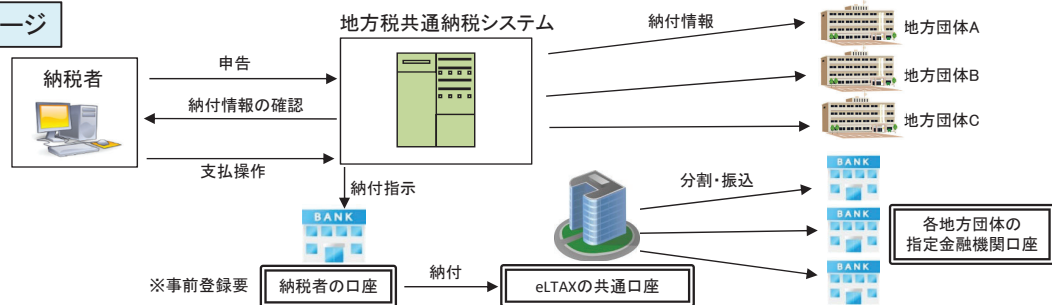 ージ
地方税共通納税システム
納付情報
地方団体A
納税者
申告
地方団体B
納付情報の確認
地方団体C
支払操作
納付指示
分割・振込
BANK
BANK
BANK
BANK
各地方団体の
指定金融機関口座
※事前登録要
納税者の口座
納付
eLTAXの共通口座